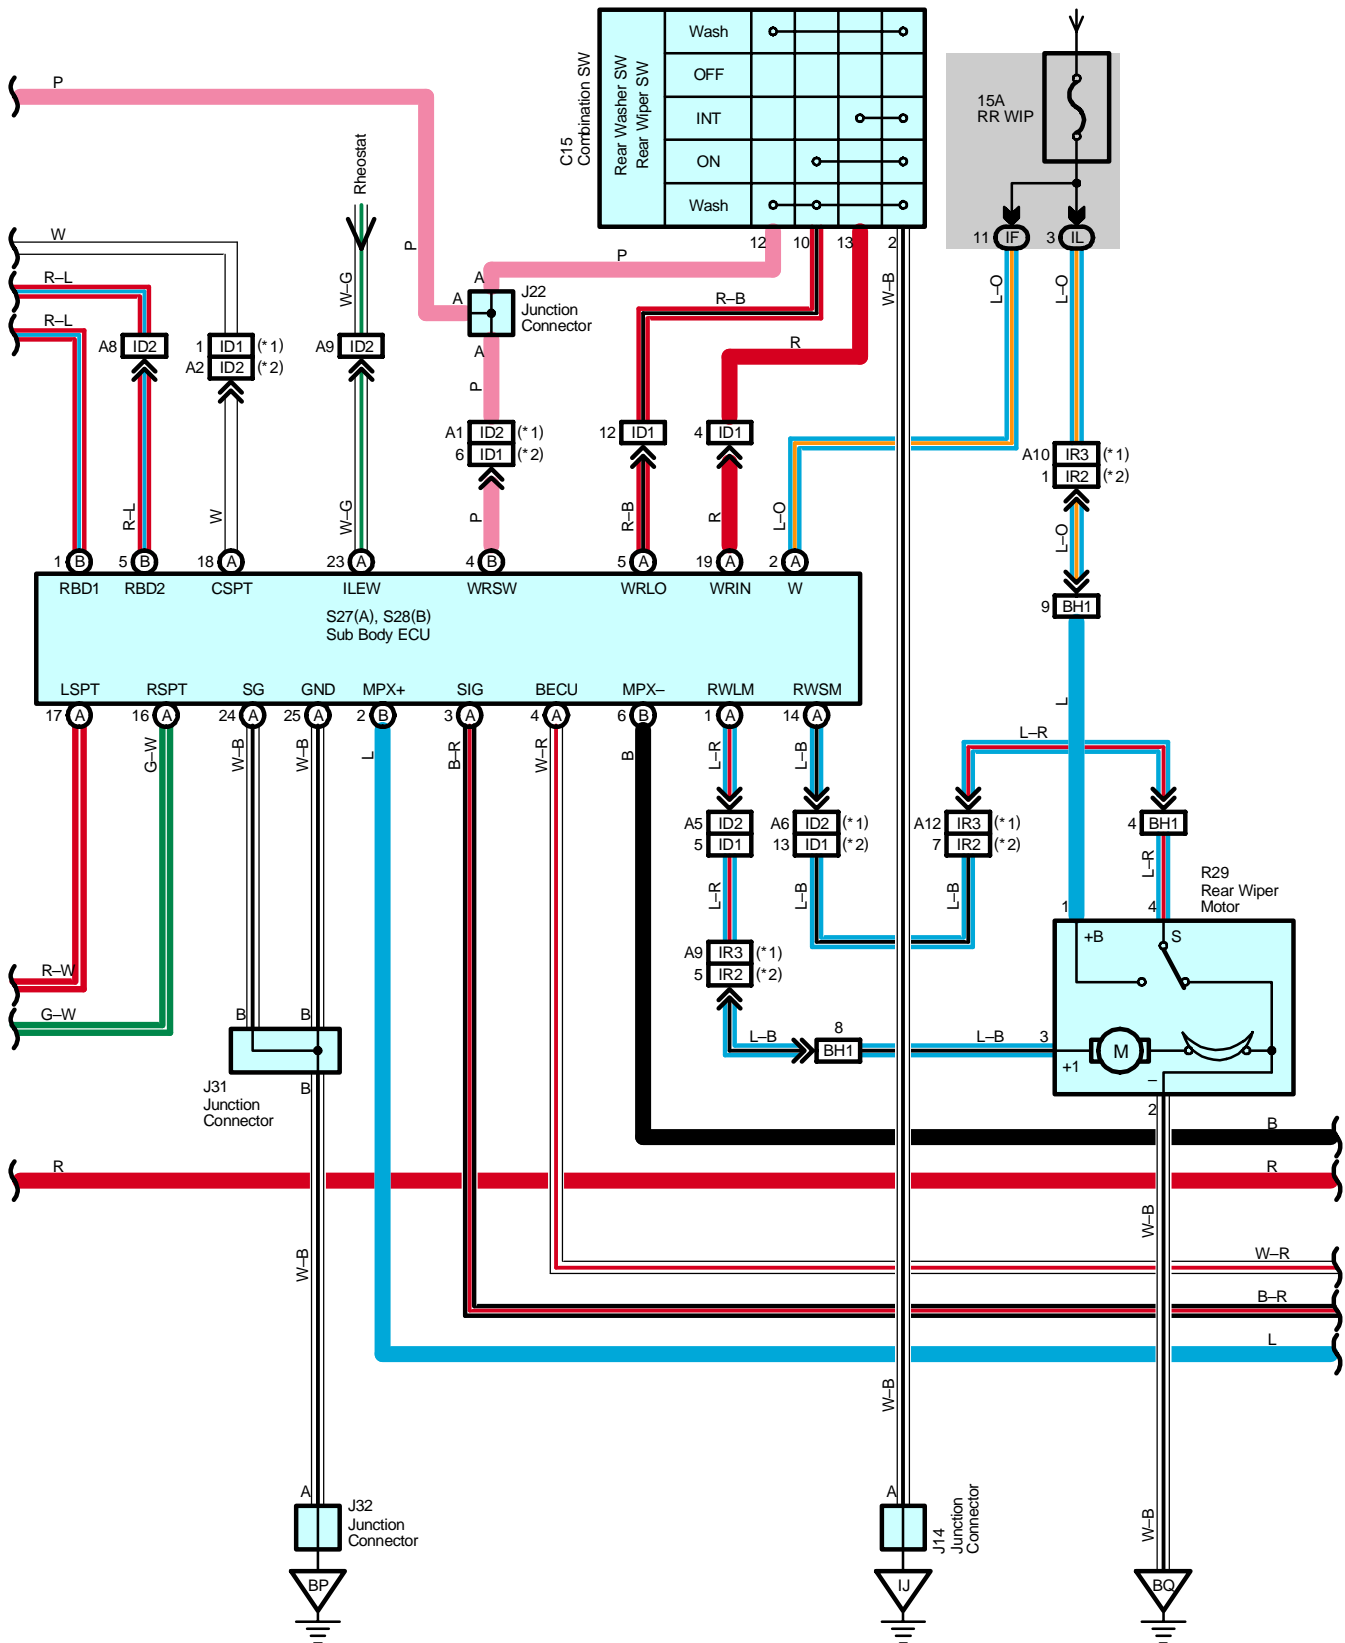 Wash
OFF
INT
ON
Wash
Rear Washer SW
Rear Wiper SW
C15
Combination SW
15A
RR WIP
P
Rheostat
12
10
13
2
11
IF
3
IL
W
P
P
W–G
W–B
L–O
L–O
R–L
A
J22
Junction
Connector
A
R–B
R–L
R
A8
ID2
1
ID1
(*1)
A2
ID2
(*2)
A9
ID2
A
P
A1
ID2
(*1)
6
ID1
(*2)
12
ID1
4
ID1
A10
IR3
(*1)
1
IR2
(*2)
R–L
W
W–G
P
R–B
R
L–O
L–O
1
B
5
B
18
A
23
A
4
B
5
A
19
A
2
A
RBD1
RBD2
CSPT
ILEW
WRSW
WRLO
WRIN
W
9
BH1
S27(A), S28(B)
Sub Body ECU
LSPT
RSPT
SG
GND
MPX+
SIG
BECU
MPX–
RWLM
RWSM
L
17
A
16
A
24
A
25
A
2
B
3
A
4
A
6
B
1
A
14
A
G–W
W–B
W–B
L
B–R
W–R
B
L–R
L–B
L–R
A5
ID2
5
ID1
A6
ID2
(*1)
13
ID1
(*2)
A12
IR3
(*1)
7
IR2
(*2)
4
BH1
L–R
L–B
L–B
L–R
R29
Rear Wiper
Motor
1
4
+B
S
R–W
A9
IR3
(*1)
5
IR2
(*2)
G–W
B
B
8
L–B
BH1
L–B
3
M
+1
–
J31
Junction
Connector
B
2
B
R
R
W–B
W–B
W–R
B–R
L
W–B
A
J32
Junction
Connector
A
J14
Junction
Connector
W–B
BP
IJ
BQ